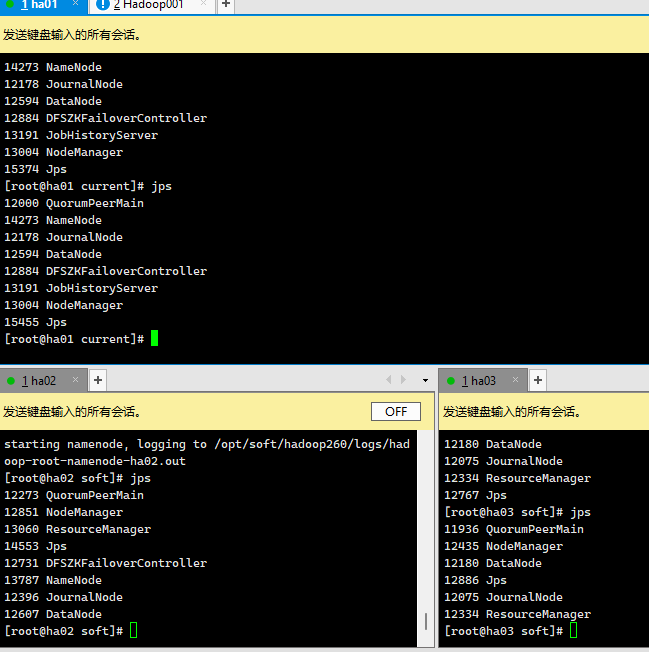 1 ha01 × 2 Hadoop001 × +
发送键盘输入的所有会话。
14273 NameNode
12178 JournalNode
12594 DataNode
12884 DFSZKFailoverController
13191 JobHistoryServer
13004 NodeManager
15374 Jps
[root@ha01 current]# jps
12000 QuorumPeerMain
14273 NameNode
12178 JournalNode
12594 DataNode
12884 DFSZKFailoverController
13191 JobHistoryServer
13004 NodeManager
15455 Jps
[root@ha01 current]#
1 ha02 × +
发送键盘输入的所有会话。 OFF
starting namenode, logging to /opt/soft/hadoop260/logs/had
oop-root-namenode-ha02.out
[root@ha02 soft]# jps
12273 QuorumPeerMain
12851 NodeManager
13060 ResourceManager
14553 Jps
12731 DFSZKFailoverController
13787 NameNode
12396 JournalNode
12607 DataNode
[root@ha02 soft]#
1 ha03 × +
发送键盘输入的所有会话。
12180 DataNode
12075 JournalNode
12334 ResourceManager
12767 Jps
[root@ha03 soft]# jps
11936 QuorumPeerMain
12435 NodeManager
12180 DataNode
12886 Jps
12075 JournalNode
12334 ResourceManager
[root@ha03 soft]#